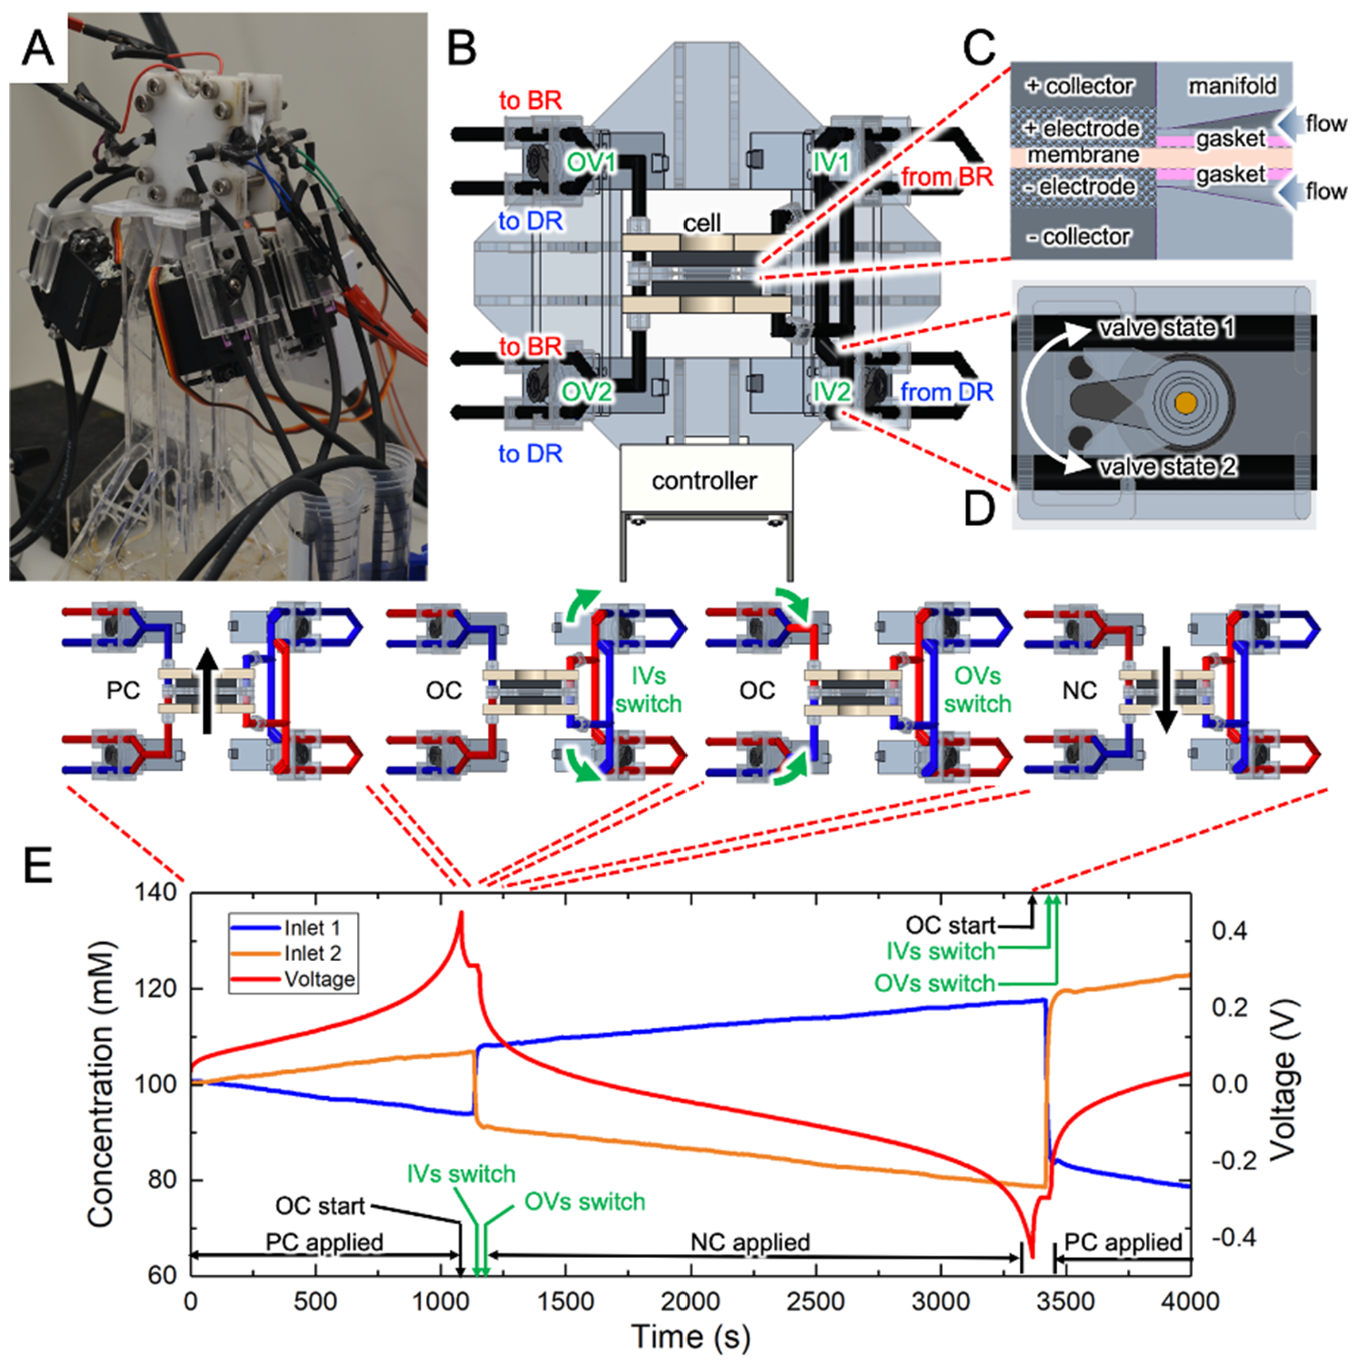 A
B
to BR
OV1
to DR
IV1
from BR
cell
to BR
OV2
to DR
IV2
from DR
controller
C
+ collector
manifold
+ electrode
gasket
flow
membrane
- electrode
gasket
flow
- collector
valve state 1
valve state 2
D
PC
OC
IVs
switch
OC
OVs
switch
NC
E
140
120
100
80
60
Concentration (mM)
Inlet 1
Inlet 2
Voltage
OC start
IVs switch
OVs switch
0.4
0.2
0.0
-0.2
-0.4
Voltage (V)
IVs switch
OC start
OVs switch
PC applied
NC applied
PC applied
0
500
1000
1500
2000
2500
3000
3500
4000
Time (s)